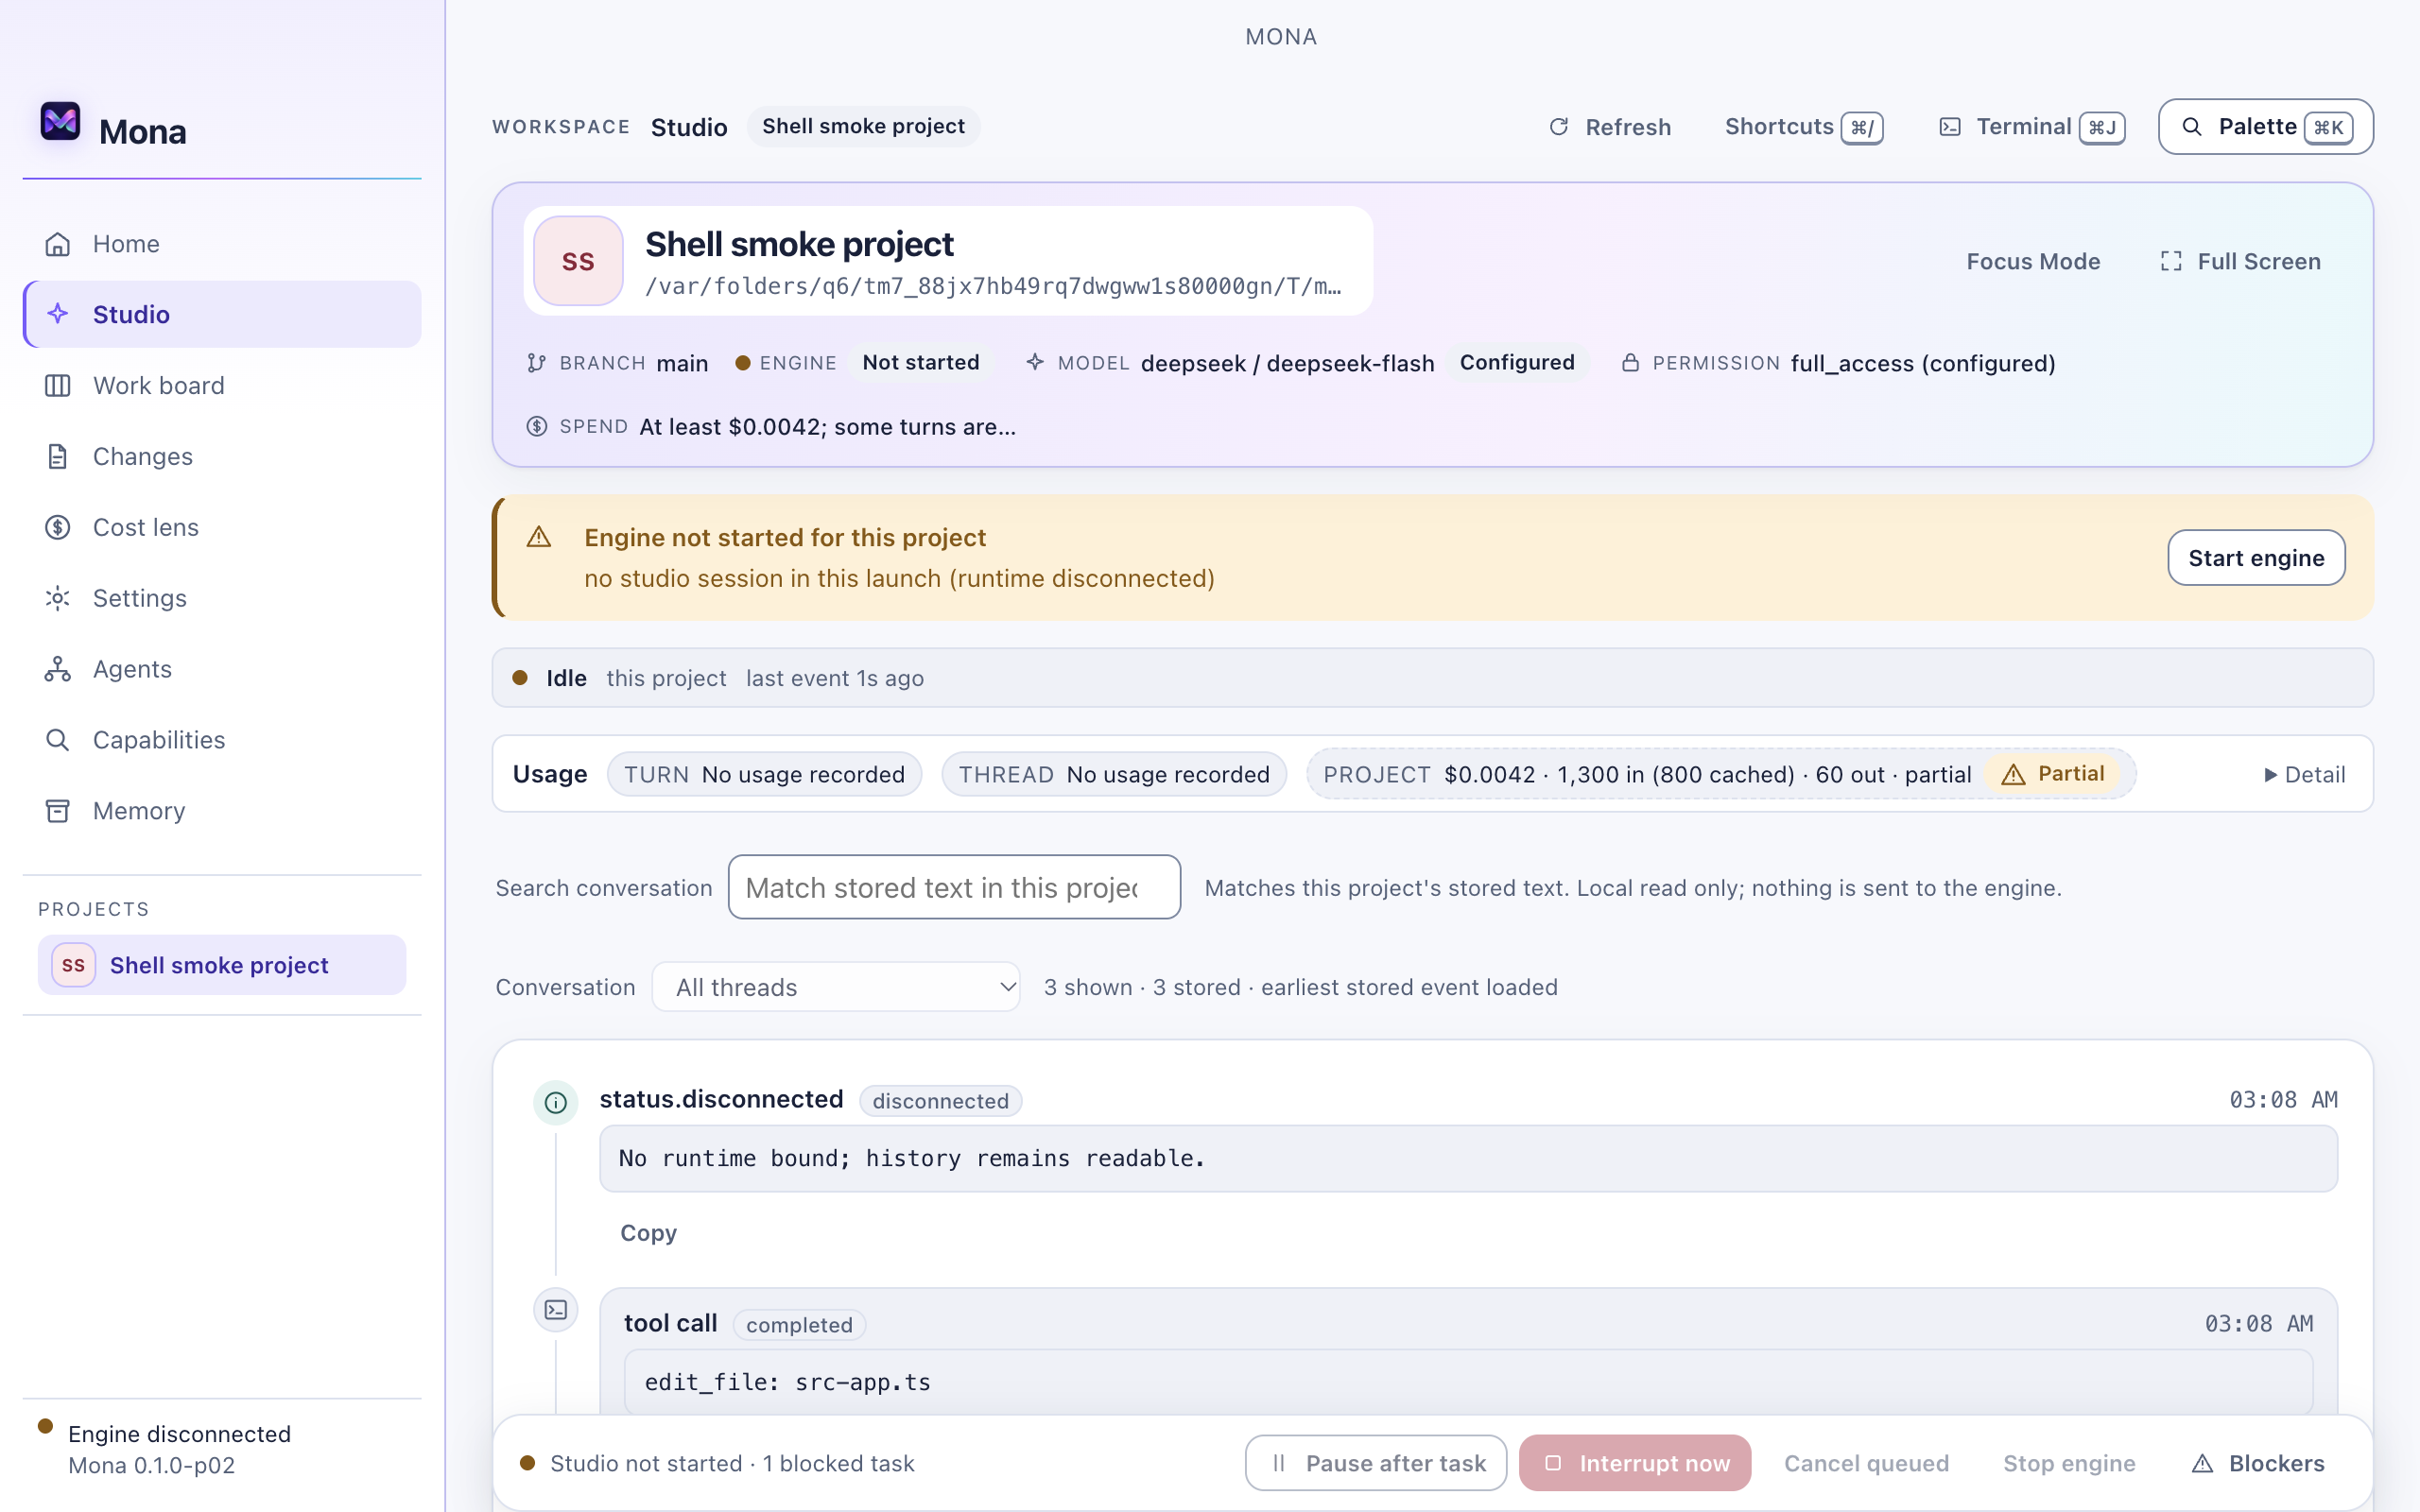 MONA
Mona
Home
Studio
Work board
Changes
Cost lens
Settings
Agents
Capabilities
Memory
PROJECTS
SS Shell smoke project
Engine disconnected
Mona 0.1.0-p02
WORKSPACE Studio Shell smoke project
Refresh Shortcuts ⌘/ Terminal ⌘J Palette ⌘K
SS
Shell smoke project
/var/folders/q6/tm7_88jx7hb49rq7dwgww1s80000gn/T/m…
Focus Mode Full Screen
BRANCH main ENGINE Not started MODEL deepseek / deepseek-flash Configured PERMISSION full_access (configured)
SPEND At least $0.0042; some turns are...
Engine not started for this project
no studio session in this launch (runtime disconnected)
Start engine
Idle this project last event 1s ago
Usage TURN No usage recorded THREAD No usage recorded PROJECT $0.0042 · 1,300 in (800 cached) · 60 out · partial Partial Detail
Search conversation Match stored text in this projec Matches this project's stored text. Local read only; nothing is sent to the engine.
Conversation All threads 3 shown · 3 stored · earliest stored event loaded
status.disconnected disconnected 03:08 AM
No runtime bound; history remains readable.
Copy
tool call completed 03:08 AM
edit_file: src-app.ts
Studio not started · 1 blocked task Pause after task Interrupt now Cancel queued Stop engine Blockers